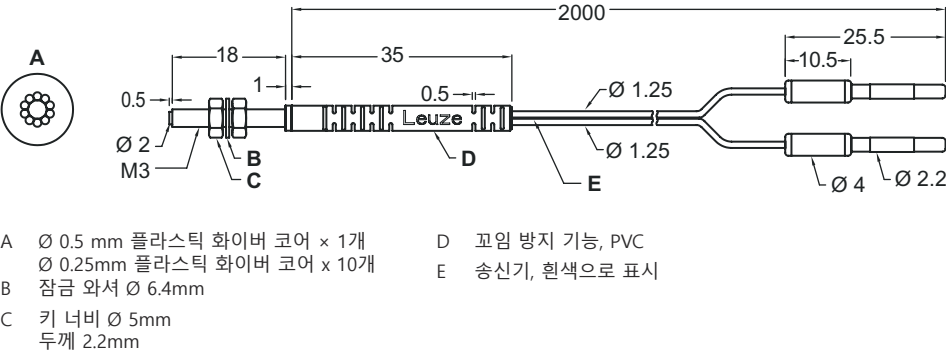 2000
25.5
A
18
35
10.5
1
0.5
0.5
Ø 1.25
Leuze
Ø 2
B
Ø 1.25
M3
D
C
E
Ø 4
Ø 2.2
A Ø 0.5 mm 플라스틱 화이버 코어 × 1개
Ø 0.25mm 플라스틱 화이버 코어 x 10개
B 잠금 와셔 Ø 6.4mm
C 키 너비 Ø 5mm
두께 2.2mm
D 꼬임 방지 기능, PVC
E 송신기, 흰색으로 표시